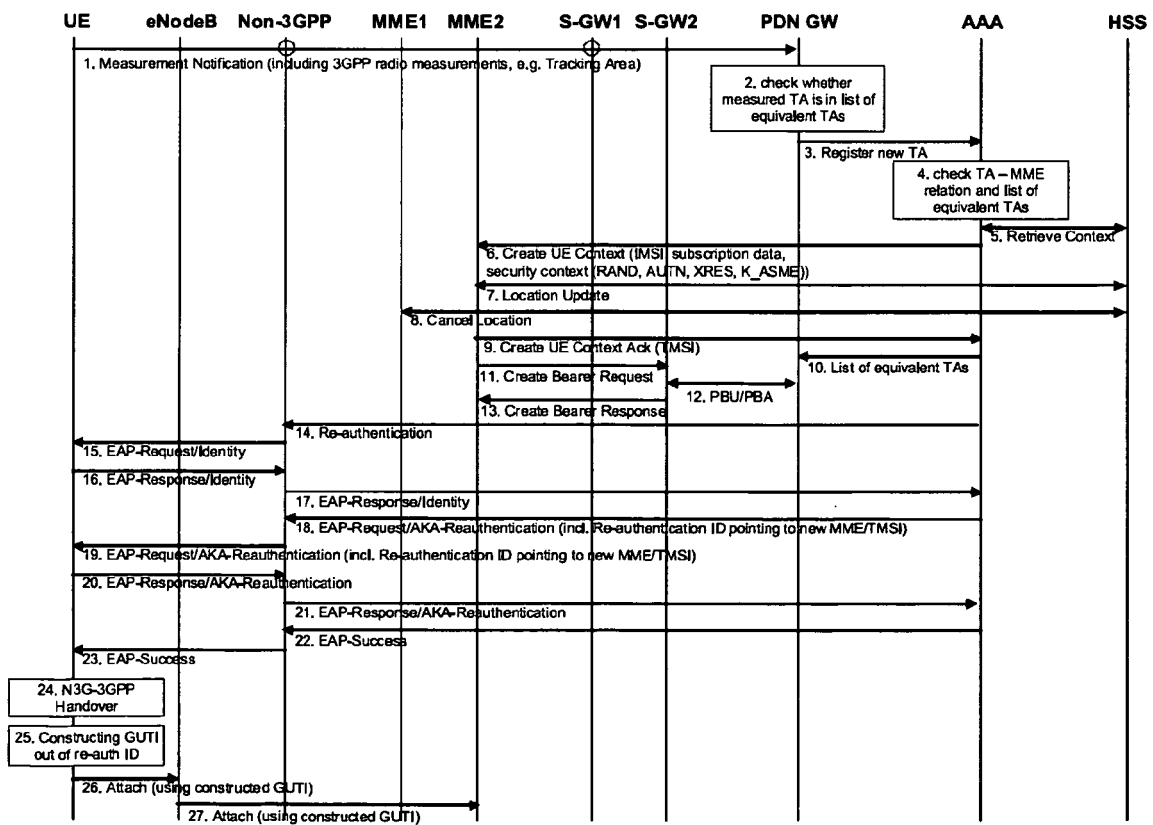 UE eNodeB Non-3GPP MME1 MME2 S-GW1 S-GW2 PDN GW AAA HSS
1. Measurement Notification (including 3GPP radio measurements, e.g. Tracking Area)
2. check whether
measured TA is in list of
equivalent TAs
3. Register new TA
4. check TA – MME
relation and list of
equivalent TAs
5. Retrieve Context
6. Create UE Context (IMSI, subscription data,
security context (RAND, AUTN, XRES, K_ASME))
7. Location Update
8. Cancel Location
9. Create UE Context Ack (TMSI)
10. List of equivalent TAs
11. Create Bearer Request
12. PBU/PBA
13. Create Bearer Response
14. Re-authentication
15. EAP-Request/Identity
16. EAP-Response/Identity
17. EAP-Response/Identity
18. EAP-Request/AKA-Reauthentication (incl. Re-authentication ID pointing to new MME/TMSI)
19. EAP-Request/AKA-Reauthentication (incl. Re-authentication ID pointing to new MME/TMSI)
20. EAP-Response/AKA-Reauthentication
21. EAP-Response/AKA-Reauthentication
22. EAP-Success
23. EAP-Success
24. N3G-3GPP
Handover
25. Constructing GUTI
out of re-auth ID
26. Attach (using constructed GUTI)
27. Attach (using constructed GUTI)